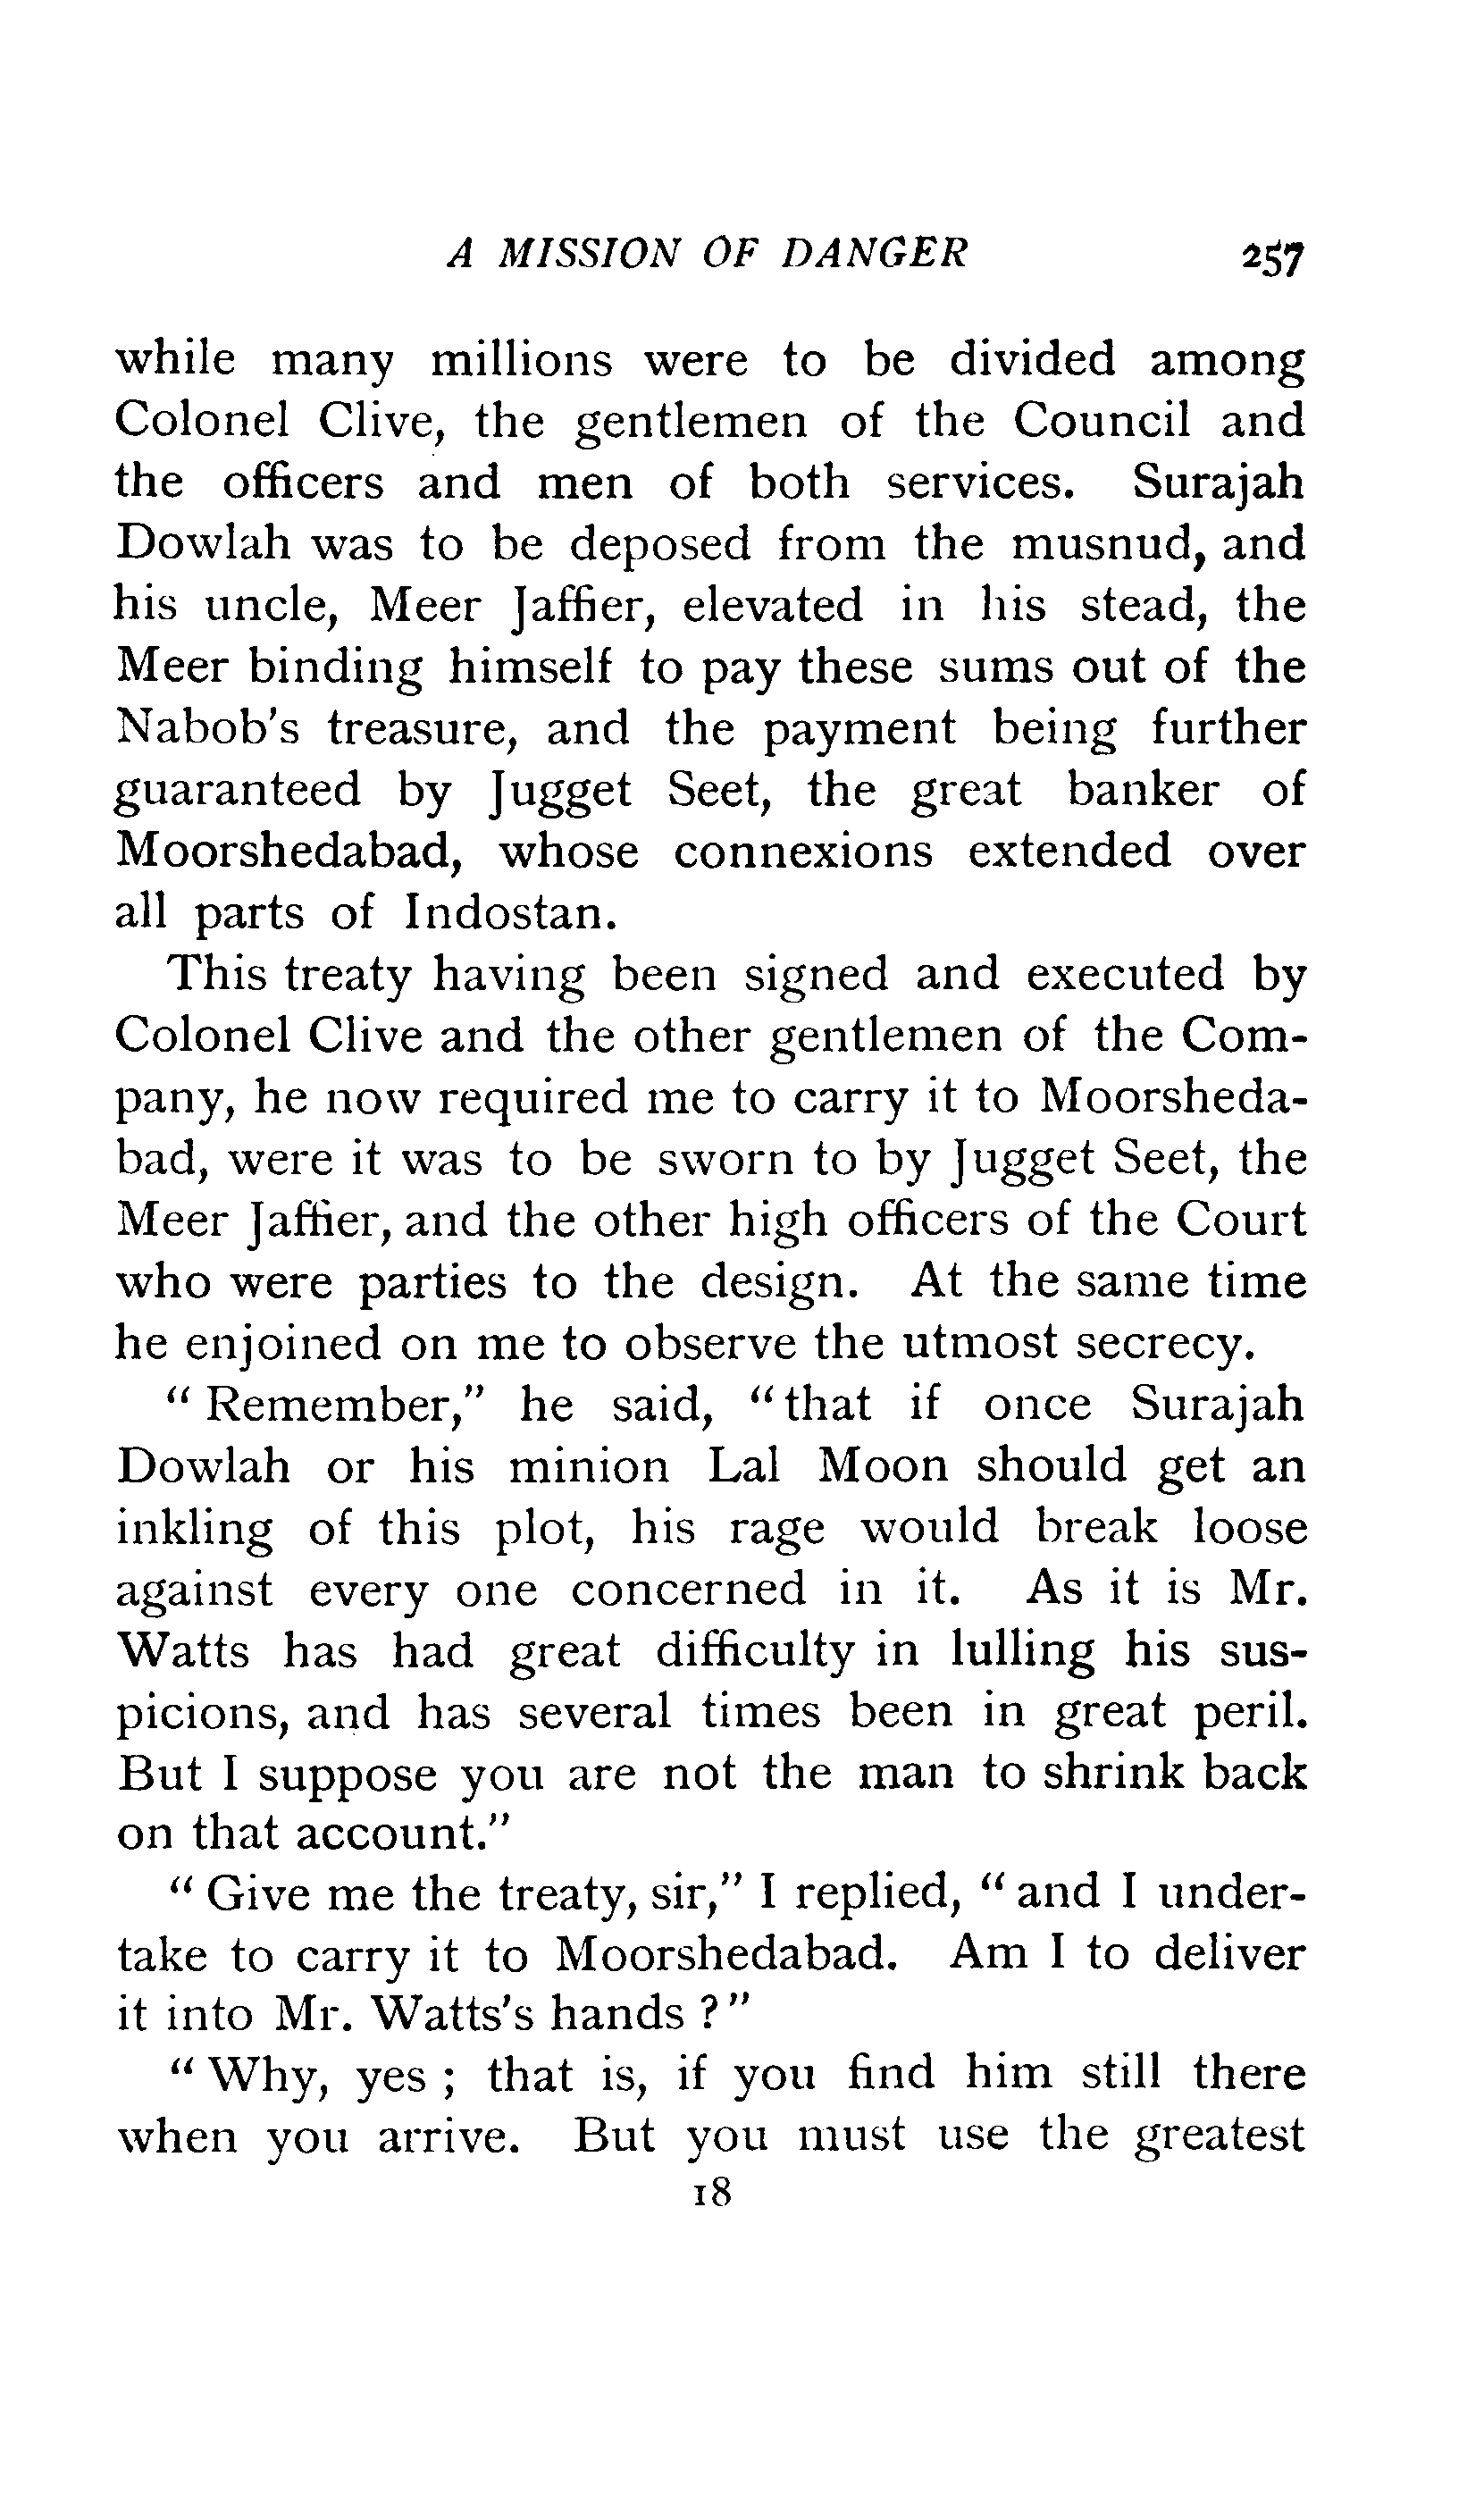 A MISSION OF DANGER 257
while many millions were to be divided among
Colonel Clive, the gentlemen of the Council and
the officers and men of both services. Surajah
Dowlah was to be deposed from the musnud, and
his uncle, Meer Jaffier, elevated in his stead, the
Meer binding himself to pay these sums out of the
Nabob's treasure, and the payment being further
guaranteed by Jugget Seet, the great banker of
Moorshedabad, whose connexions extended over
all parts of Indostan.
This treaty having been signed and executed by
Colonel Clive and the other gentlemen of the Com-
pany, he now required me to carry it to Moorsheda-
bad, were it was to be sworn to by Jugget Seet, the
Meer Jaffier, and the other high officers of the Court
who were parties to the design. At the same time
he enjoined on me to observe the utmost secrecy.
"Remember," he said, "that if once Surajah
Dowlah or his minion Lal Moon should get an
inkling of this plot, his rage would break loose
against every one concerned in it. As it is Mr.
Watts has had great difficulty in lulling his sus-
picions, and has several times been in great peril.
But I suppose you are not the man to shrink back
on that account."
"Give me the treaty, sir," I replied, "and I under-
take to carry it to Moorshedabad. Am I to deliver
it into Mr. Watts's hands?"
"Why, yes; that is, if you find him still there
when you arrive. But you must use the greatest
18